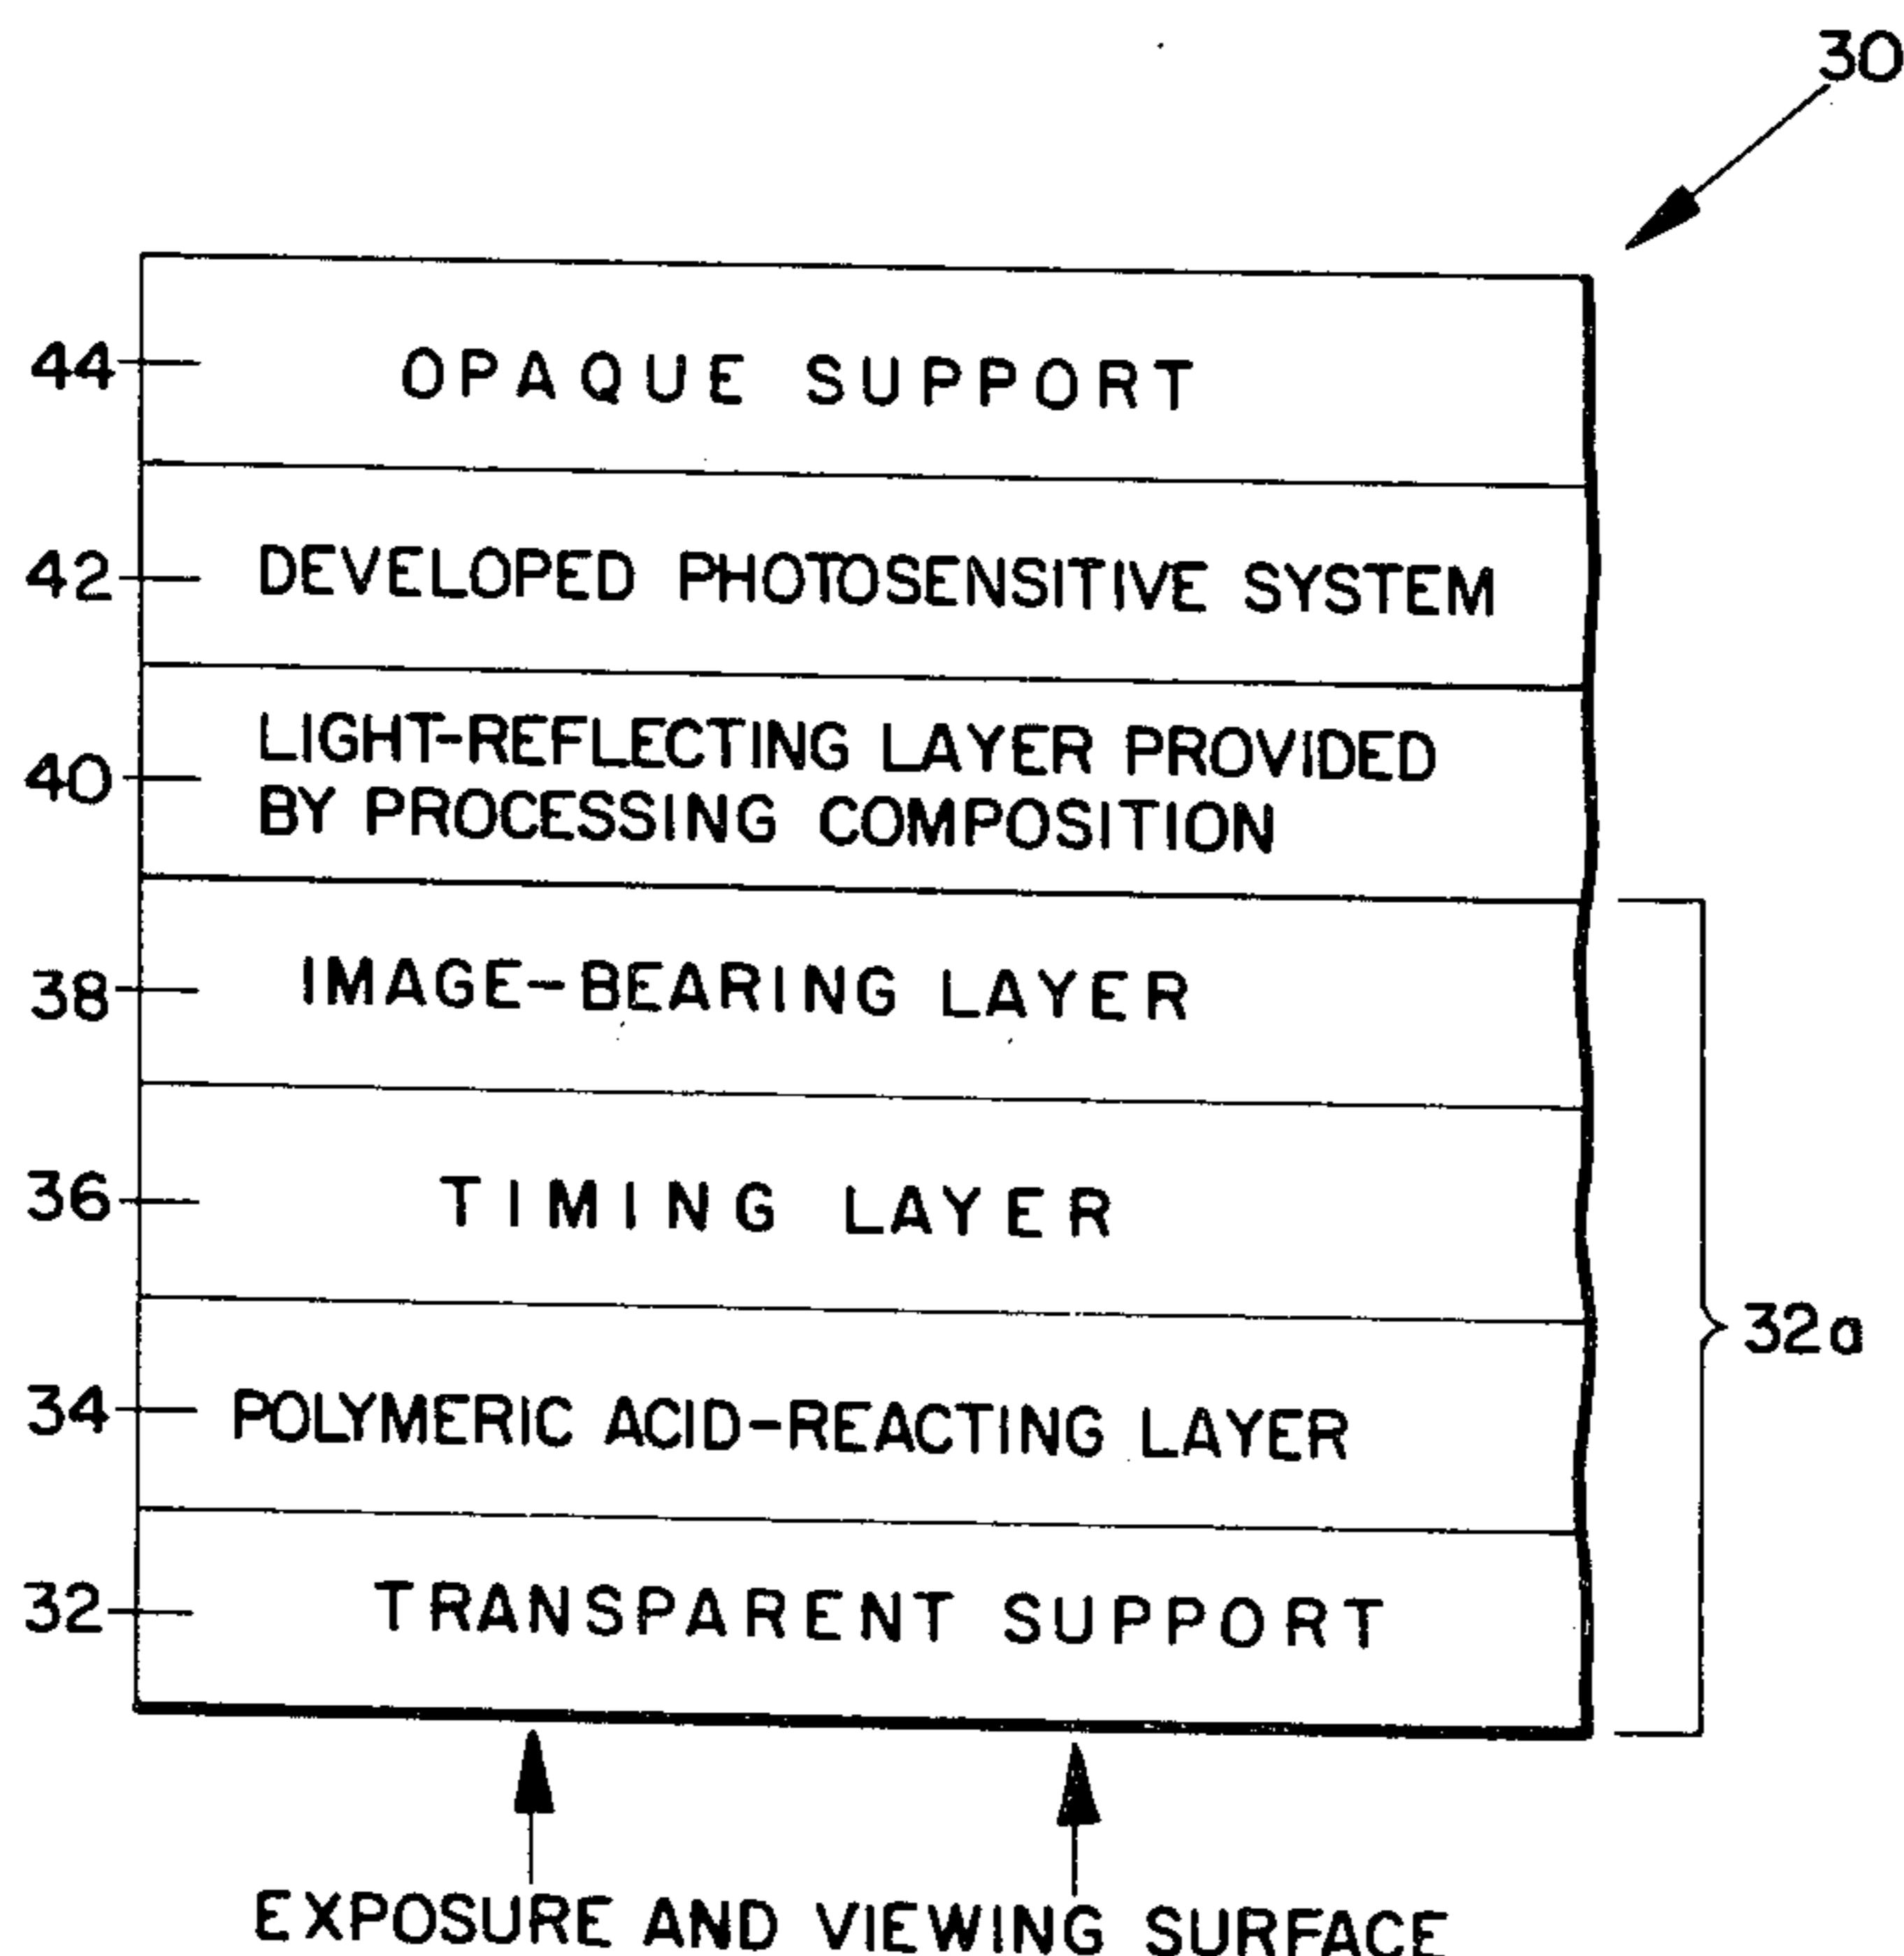 30
44 OPAQUE SUPPORT
42 DEVELOPED PHOTOSENSITIVE SYSTEM
40 LIGHT-REFLECTING LAYER PROVIDED
BY PROCESSING COMPOSITION
38 IMAGE-BEARING LAYER
36 TIMING LAYER
32a
34 POLYMERIC ACID-REACTING LAYER
32 TRANSPARENT SUPPORT
EXPOSURE AND VIEWING SURFACE